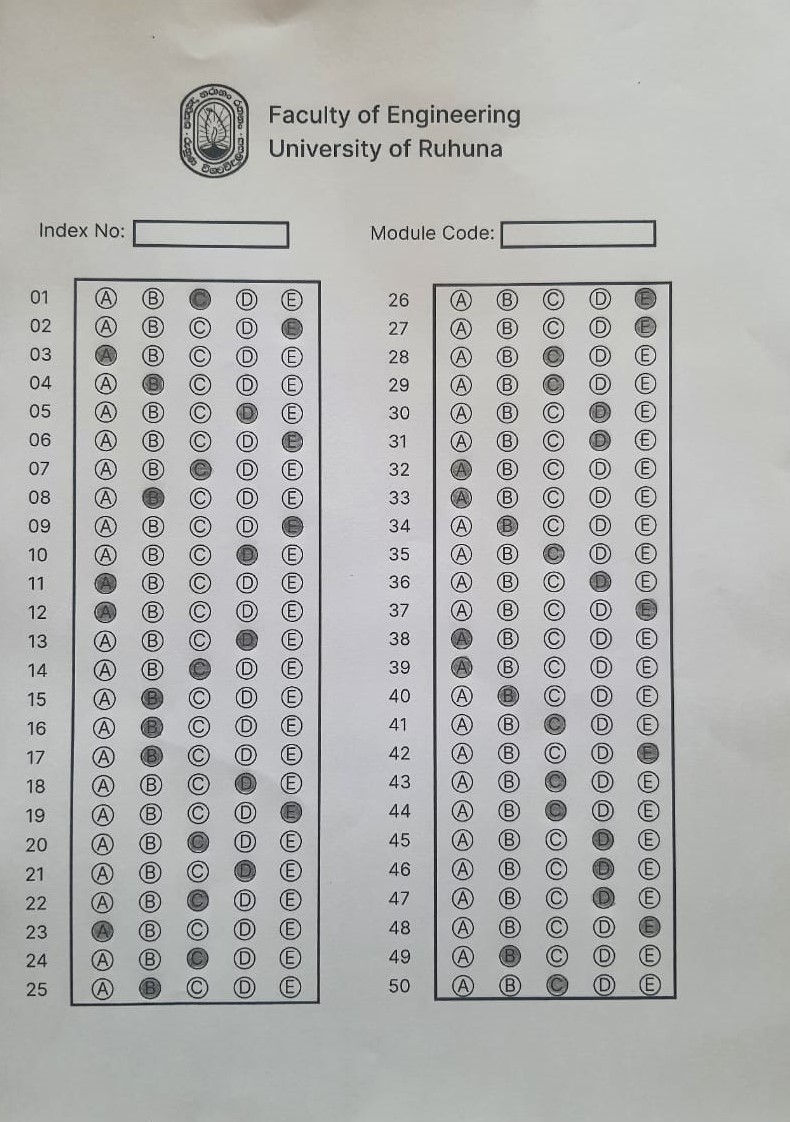 Faculty of Engineering
University of Ruhuna
Index No:
Module Code:
01 A B C D E
02 A B C D E
03 A B C D E
04 A B C D E
05 A B C D E
06 A B C D E
07 A B C D E
08 A B C D E
09 A B C D E
10 A B C D E
11 A B C D E
12 A B C D E
13 A B C D E
14 A B C D E
15 A B C D E
16 A B C D E
17 A B C D E
18 A B C D E
19 A B C D E
20 A B C D E
21 A B C D E
22 A B C D E
23 A B C D E
24 A B C D E
25 A B C D E
26 A B C D E
27 A B C D E
28 A B C D E
29 A B C D E
30 A B C D E
31 A B C D E
32 A B C D E
33 A B C D E
34 A B C D E
35 A B C D E
36 A B C D E
37 A B C D E
38 A B C D E
39 A B C D E
40 A B C D E
41 A B C D E
42 A B C D E
43 A B C D E
44 A B C D E
45 A B C D E
46 A B C D E
47 A B C D E
48 A B C D E
49 A B C D E
50 A B C D E